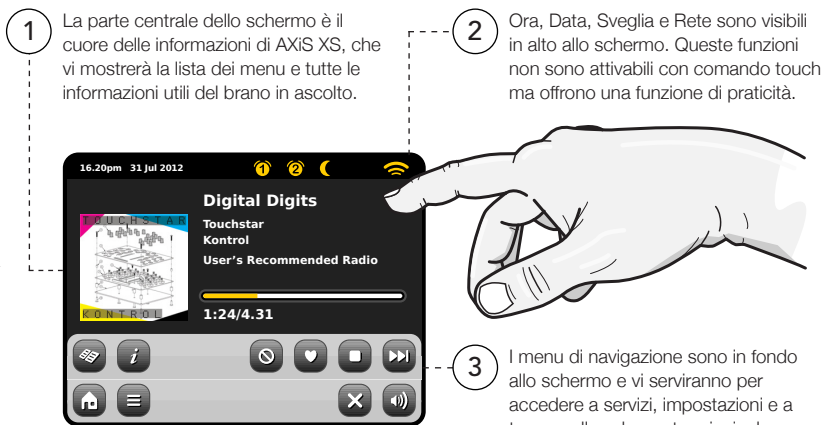 1
La parte centrale dello schermo è il
cuore delle informazioni di AXiS XS, che
vi mostrerà la lista dei menu e tutte le
informazioni utili del brano in ascolto.
2
Ora, Data, Sveglia e Rete sono visibili
in alto allo schermo. Queste funzioni
non sono attivabili con comando touch
ma offrono una funzione di praticità.
16.20pm 31 Jul 2012
1 2
TOUCHSTAR
KONTROL
Digital Digits
Touchstar
Kontrol
User's Recommended Radio
1:24/4.31
i
3
I menu di navigazione sono in fondo
allo schermo e vi serviranno per
accedere a servizi, impostazioni e a